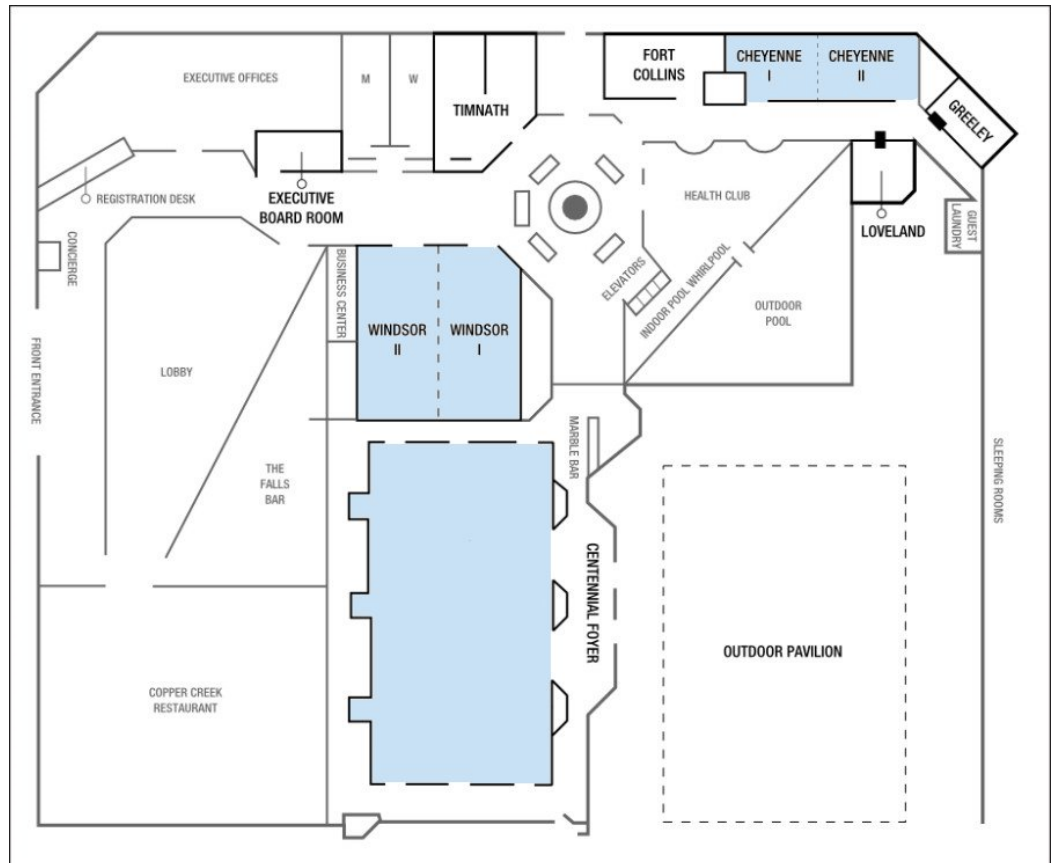 EXECUTIVE OFFICES
M
W
TIMNATH
FORT
COLLINS
CHEYENNE
I
CHEYENNE
II
GREELEY
REGISTRATION DESK
EXECUTIVE
BOARD ROOM
HEALTH CLUB
LOVELAND
GUEST
LAUNDRY
CONCIERGE
BUSINESS CENTER
ELEVATORS
INDOOR POOL WHIRLPOOL
OUTDOOR
POOL
WINDSOR
II
WINDSOR
I
FRONT ENTRANCE
LOBBY
MARBLE BAR
THE
FALLS
BAR
SLEEPING ROOMS
CENTENNIAL FOYER
OUTDOOR PAVILION
COPPER CREEK
RESTAURANT